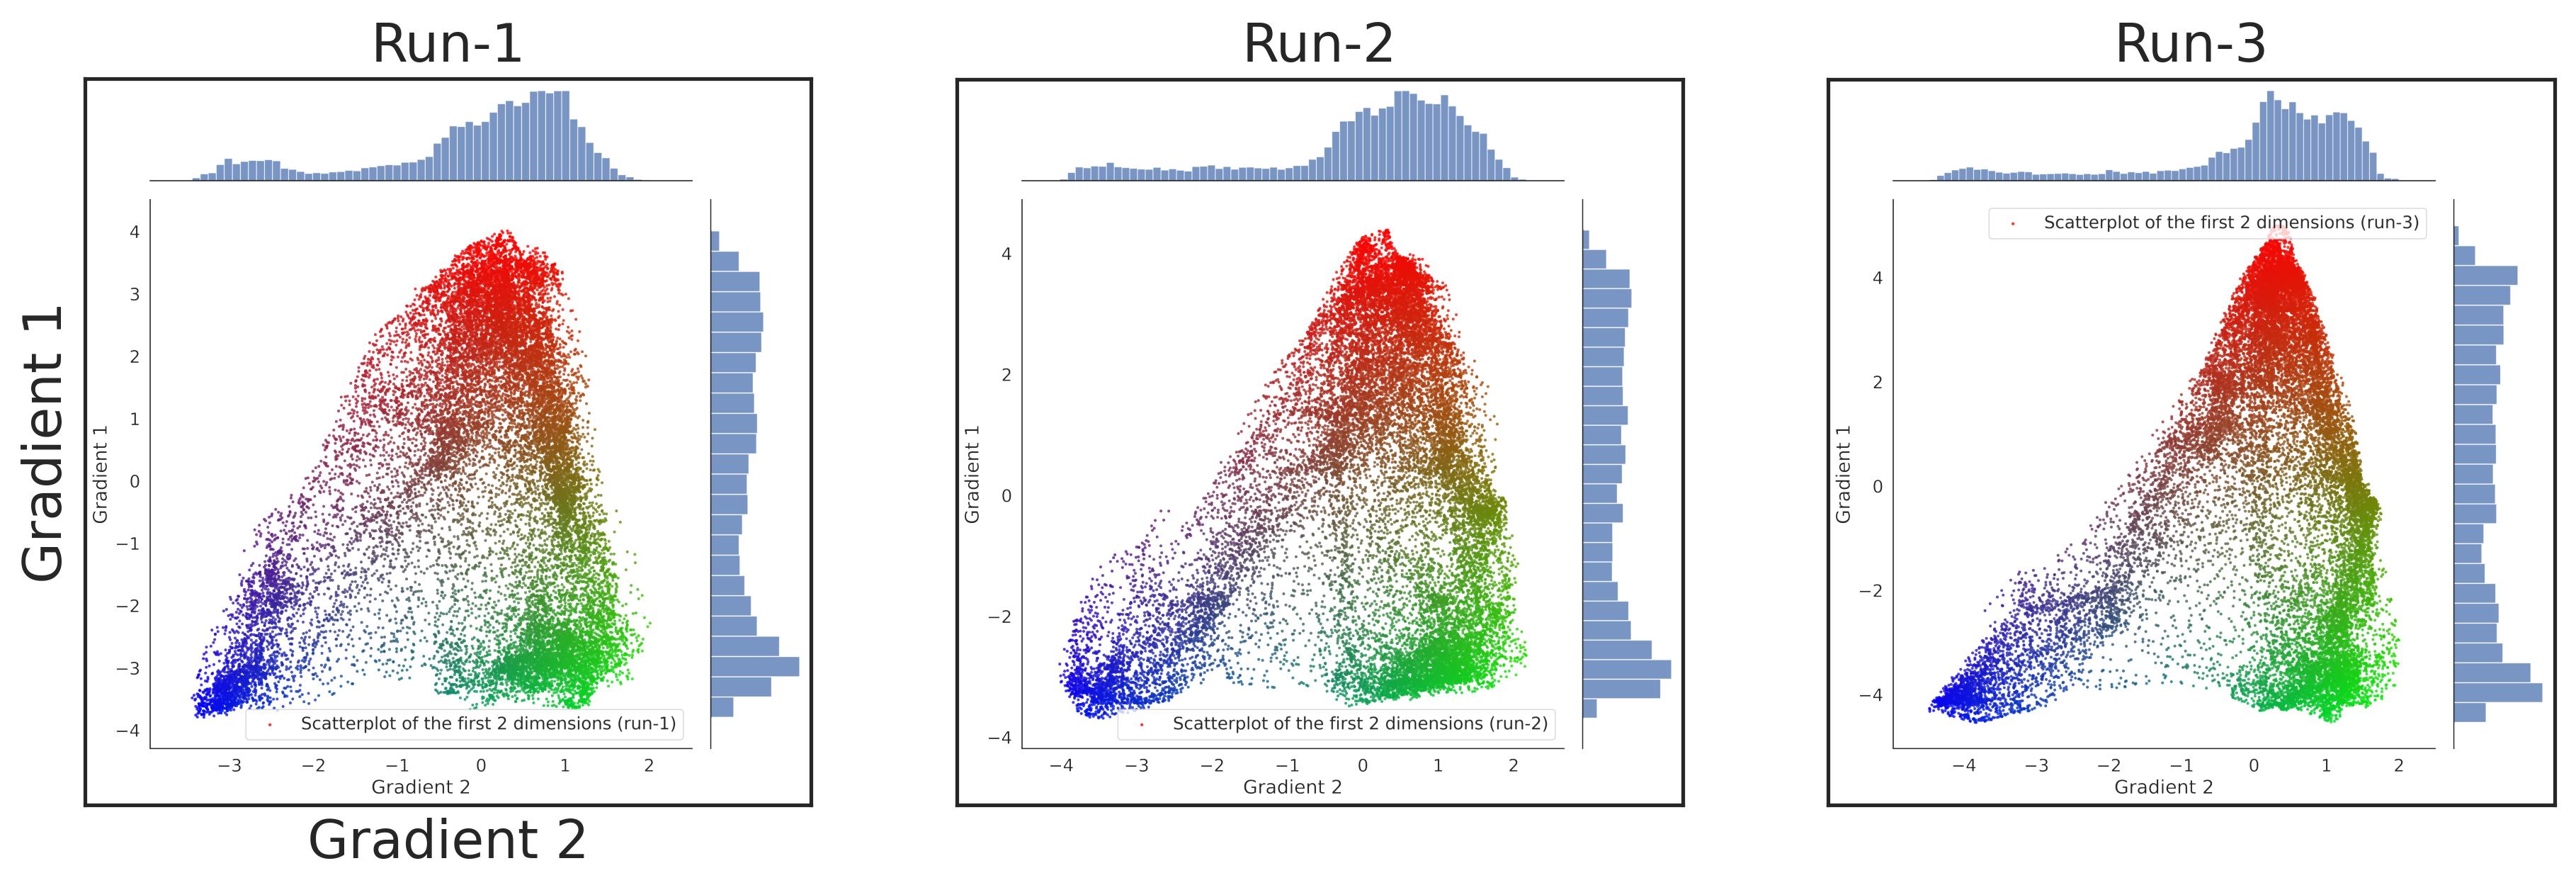 Run-1
Run-2
Run-3
Gradient 1
4
3
2
1
0
−1
−2
−3
−4
Gradient 1
Scatterplot of the first 2 dimensions (run-1)
−3 −2 −1 0 1 2
Gradient 2
4
2
0
−2
−4
Gradient 1
Scatterplot of the first 2 dimensions (run-2)
−4 −3 −2 −1 0 1 2
Gradient 2
Scatterplot of the first 2 dimensions (run-3)
4
2
0
−2
−4
Gradient 1
−4 −3 −2 −1 0 1 2
Gradient 2
Gradient 2